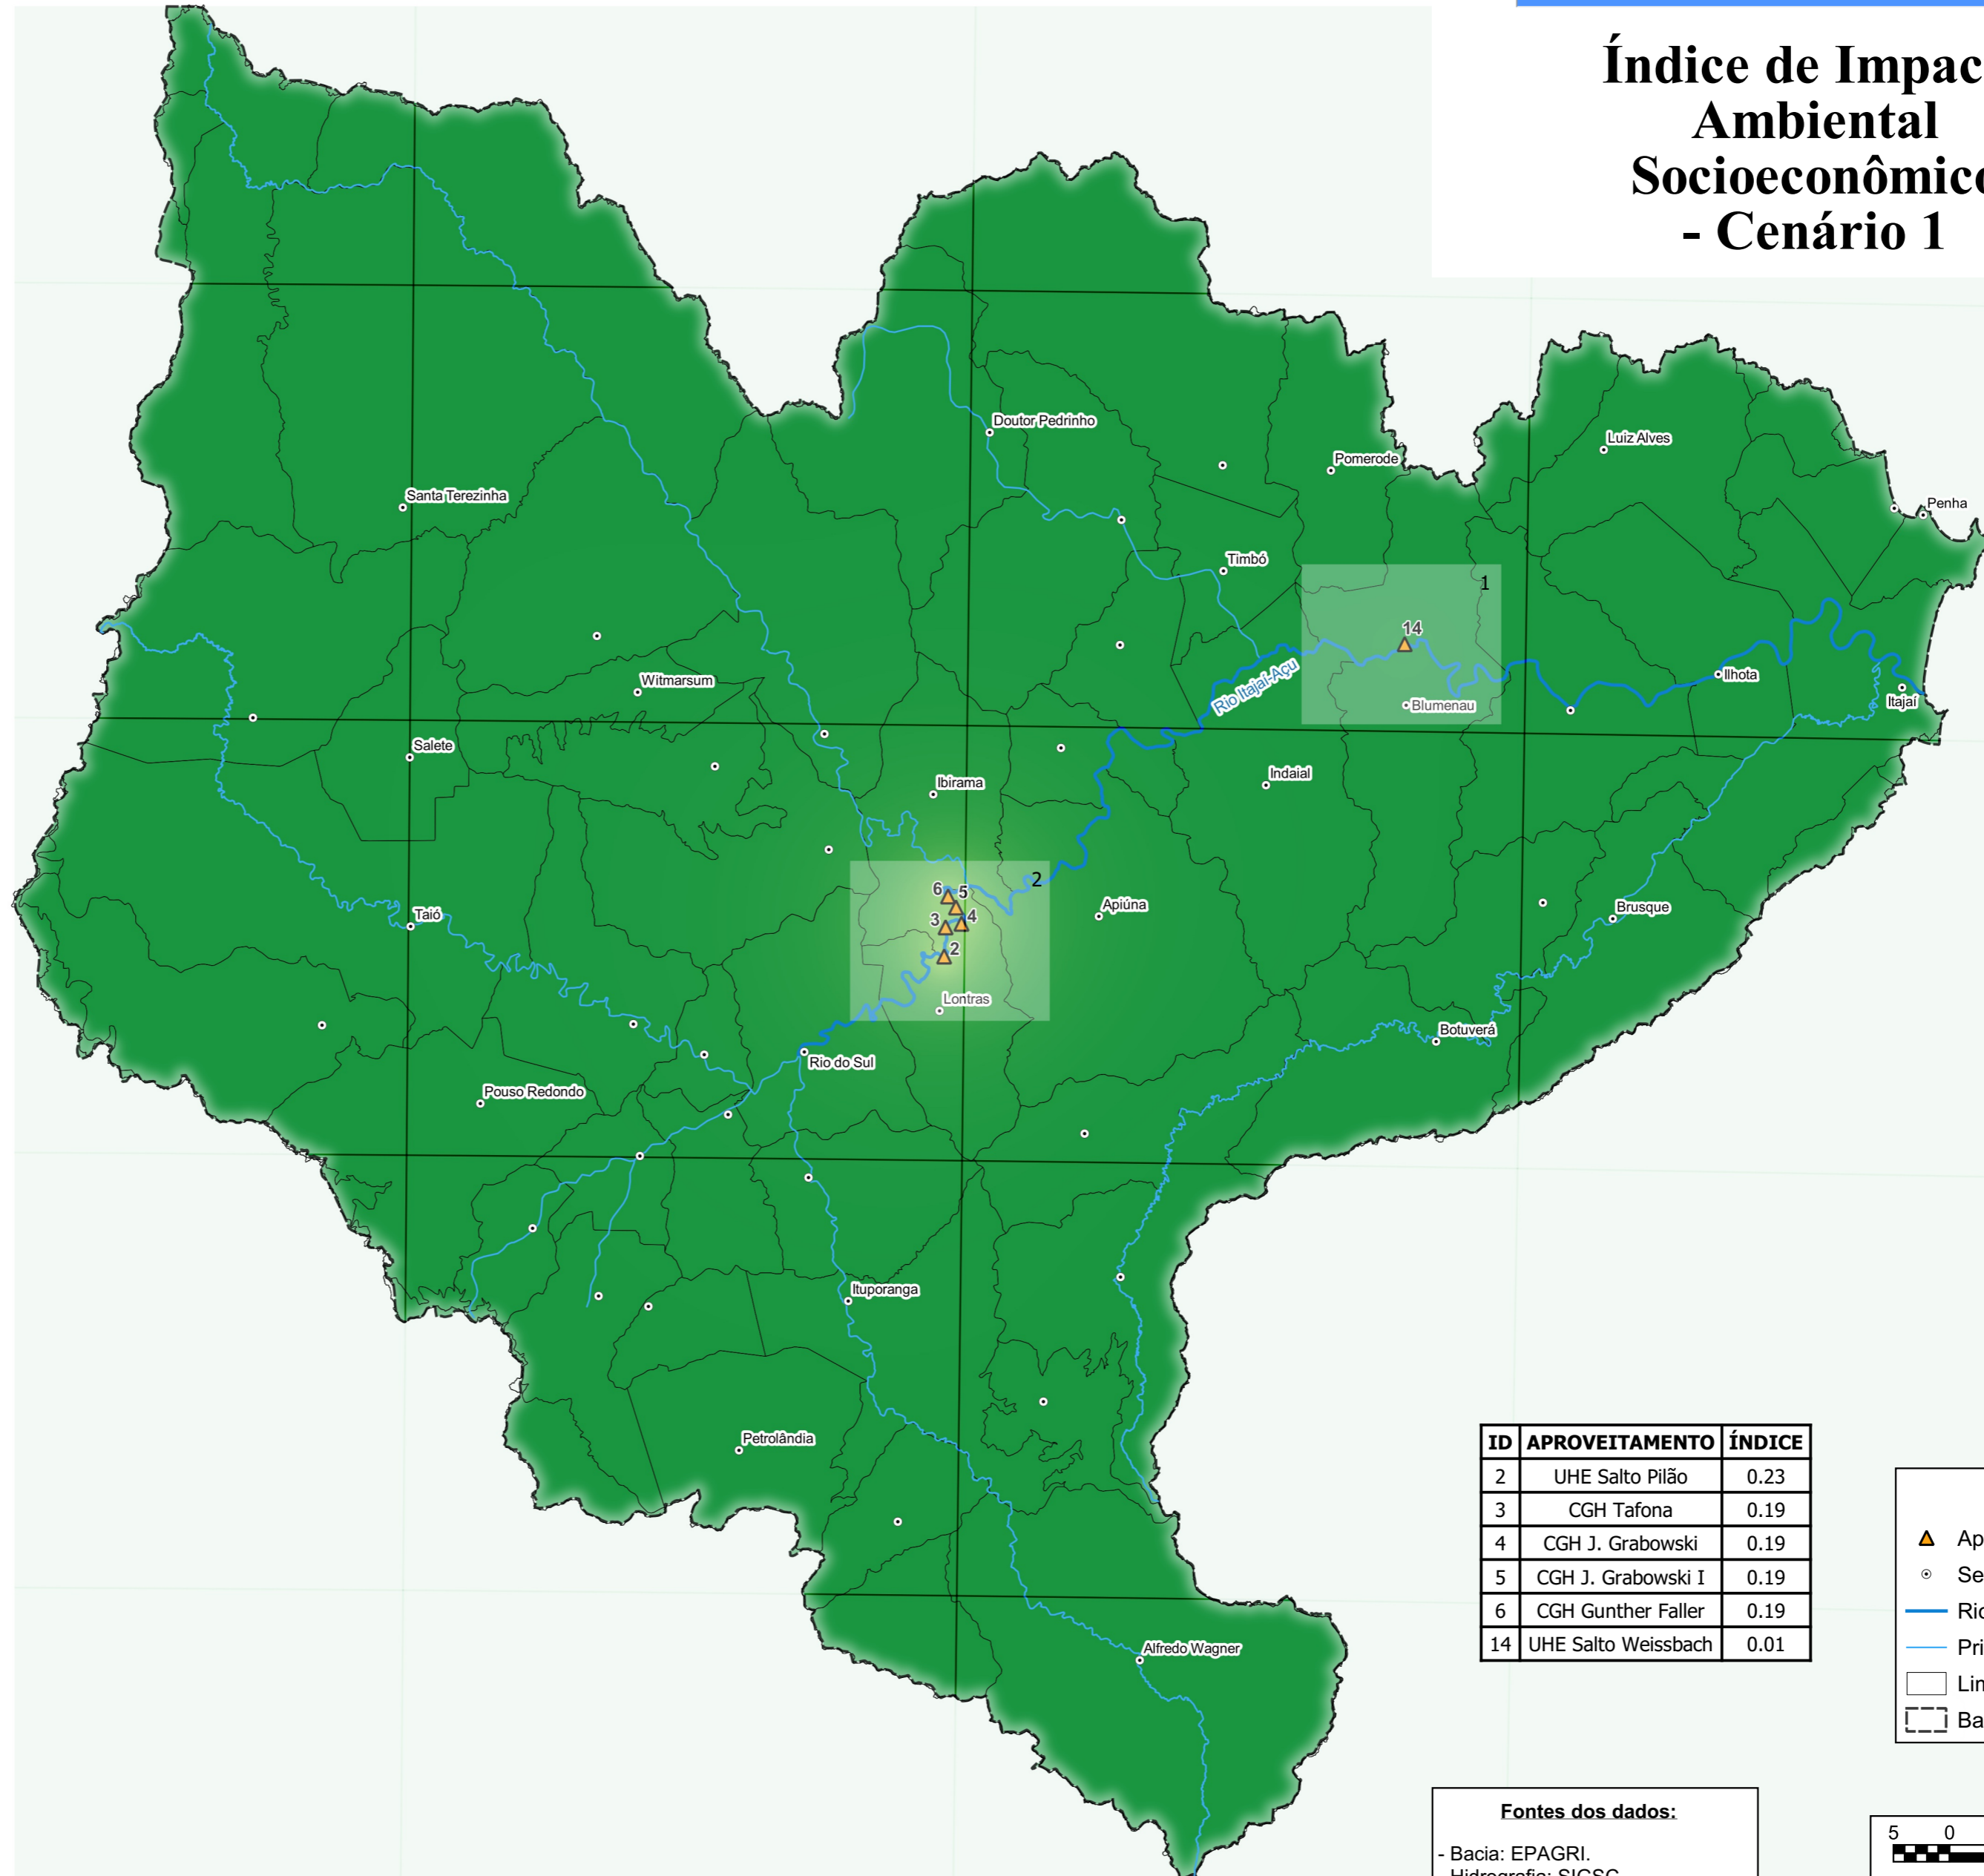 Índice de Impac
Ambiental
Socioeconômico
- Cenário 1
Doutor Pedrinho
Luiz Alves
Pomerode
Santa Terezinha
Penha
Timbó
1
14
Witmarsum
Rio Itajaí-Açu
Ilhota
Itajaí
Blumenau
Salete
Indaial
Ibirama
2
6
5
Apiúna
Brusque
Taió
3
4
2
Lontras
Botuverá
Rio do Sul
Pouso Redondo
Ituporanga
Petrolândia
Alfredo Wagner
ID APROVEITAMENTO ÍNDICE
2 UHE Salto Pilão 0.23
3 CGH Tafona 0.19
4 CGH J. Grabowski 0.19
5 CGH J. Grabowski I 0.19
6 CGH Gunther Faller 0.19
14 UHE Salto Weissbach 0.01
Ap
Se
Rio
Pri
Lin
Ba
Fontes dos dados:
- Bacia: EPAGRI.
- Hidrografia: SIGSC
5 0